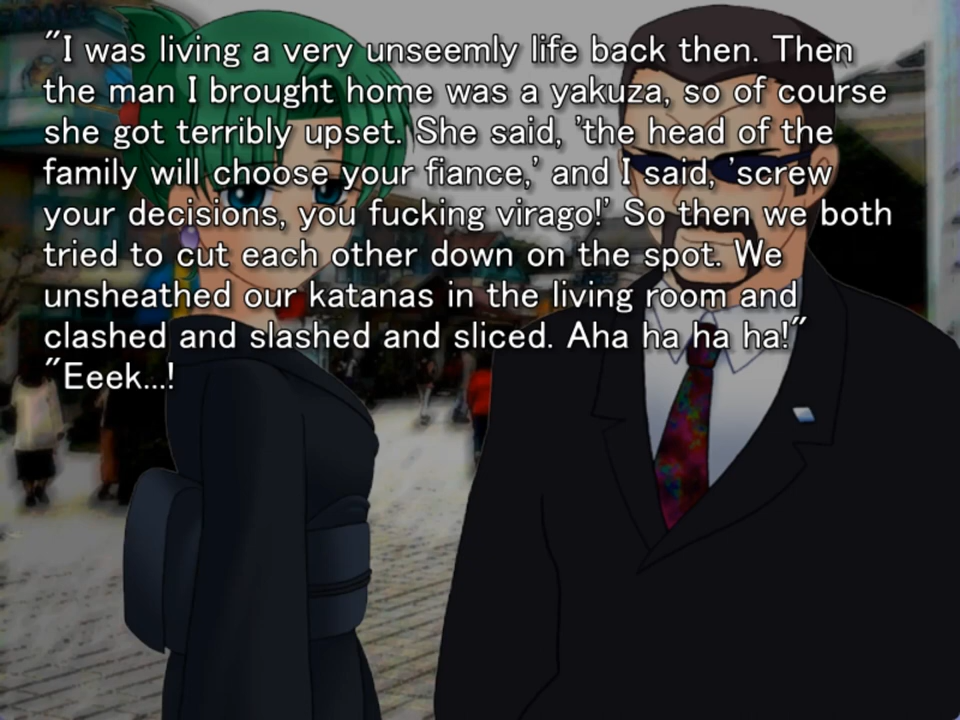 "I was living a very unseemly life back then. Then
the man I brought home was a yakuza, so of course
she got terribly upset. She said, 'the head of the
family will choose your fiance,' and I said, 'screw
your decisions, you fucking virago!' So then we both
tried to cut each other down on the spot. We
unsheathed our katanas in the living room and
clashed and slashed and sliced. Aha ha ha ha!"
"Eeek...!